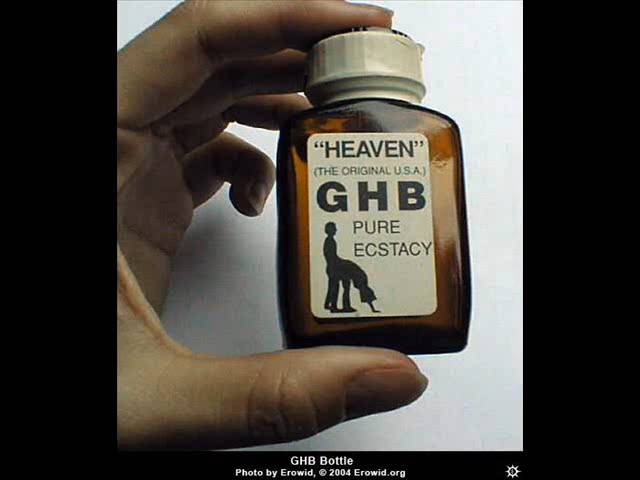 "HEAVEN"
(THE ORIGINAL U.S.A.)
GHB
PURE
ECSTACY
GHB Bottle
Photo by Erowid, © 2004 Erowid.org